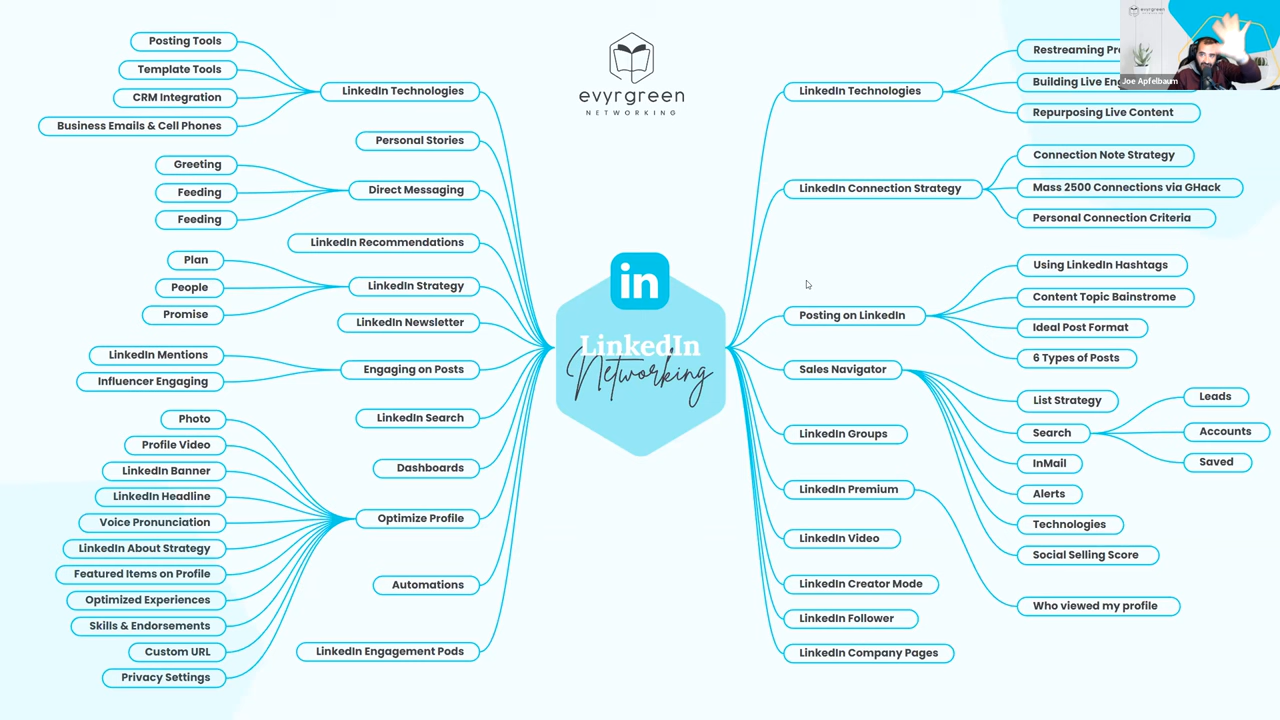 Posting Tools
Template Tools
CRM Integration
Business Emails & Cell Phones
LinkedIn Technologies
Personal Stories
Greeting
Feeding
Feeding
Direct Messaging
LinkedIn Recommendations
Plan
People
Promise
LinkedIn Strategy
LinkedIn Newsletter
LinkedIn Mentions
Influencer Engaging
Engaging on Posts
LinkedIn Search
Dashboards
Photo
Profile Video
LinkedIn Banner
LinkedIn Headline
Voice Pronunciation
LinkedIn About Strategy
Featured Items on Profile
Optimized Experiences
Skills & Endorsements
Custom URL
Privacy Settings
Optimize Profile
Automations
LinkedIn Engagement Pods
evyrgreen
NETWORKING
in
LinkedIn
Networking
LinkedIn Technologies
Restreaming
Building Live
Repurposing Live Content
LinkedIn Connection Strategy
Connection Note Strategy
Mass 2500 Connections via GHack
Personal Connection Criteria
Posting on LinkedIn
Using LinkedIn Hashtags
Content Topic Bainstrome
Ideal Post Format
6 Types of Posts
Sales Navigator
List Strategy
Search
Leads
Accounts
Saved
InMail
Alerts
Technologies
Social Selling Score
LinkedIn Groups
LinkedIn Premium
Who viewed my profile
LinkedIn Video
LinkedIn Creator Mode
LinkedIn Follower
LinkedIn Company Pages
evyrgreen
Joe Apfelbaum